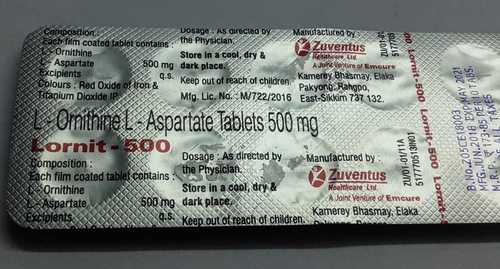 Composition :
Each film coated tablet contains :
L- Ornithine
L- Aspartate 500 mg
Excipients q.s.
Colours : Red Oxide of Iron &
Titanium Dioxide IP
Dosage : As directed by
the Physician.
Store in a cool, dry &
dark place.
Keep out of reach of children.
Mfg. Lic. No. : M/722/2016
Manufactured by :
Zuventus
Healthcare Ltd.
A Joint Venture of Emcure
Kamerey Bhasmay, Elaka
Pakyong, Rangpo,
East-Sikkim 737 132.
L- Ornithine L- Aspartate Tablets 500 mg
Lornit - 500
Composition :
Each film coated tablet contains :
L- Ornithine
L- Aspartate 500 mg
Excipients q.s.
Dosage : As directed by
the Physician.
Store in a cool, dry &
dark place.
Keep out of reach of children.
Manufactured by :
Zuventus
Healthcare Ltd.
A Joint Venture of Emcure
Kamerey Bhasmay, Elaka
Lornit-500